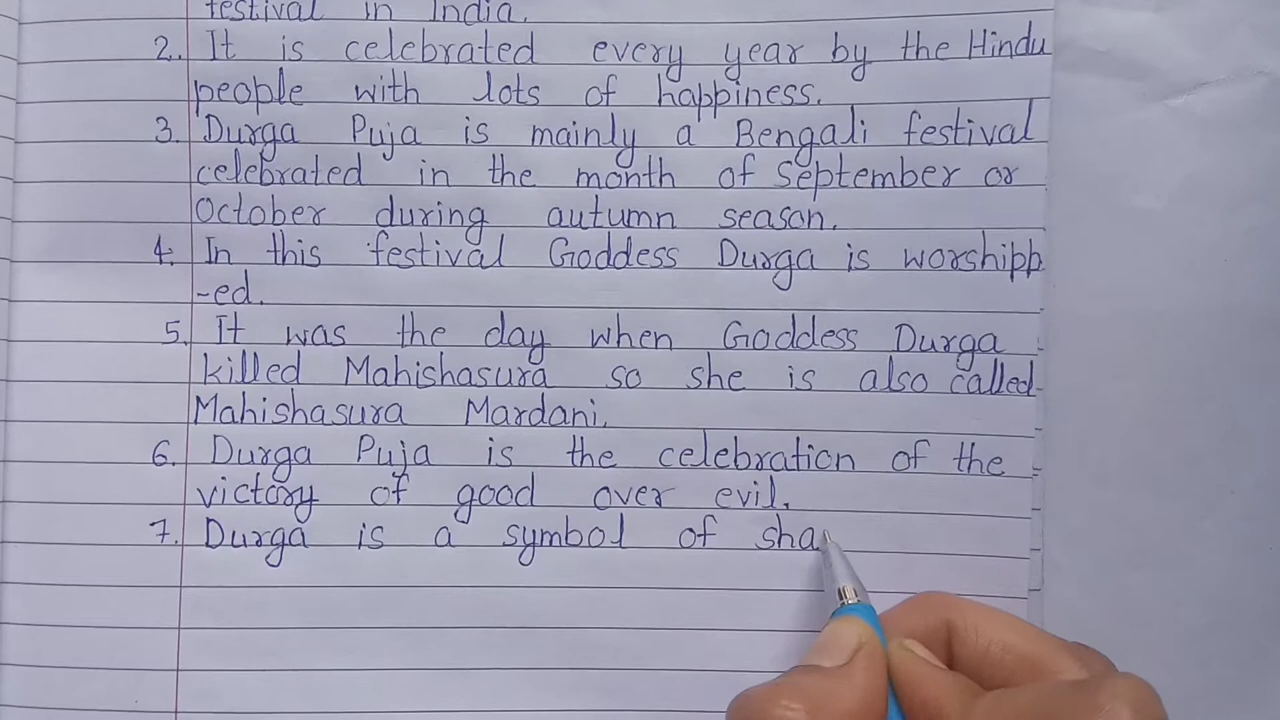 festival in India.
2. It is celebrated every year by the Hindu
people with lots of happiness.
3. Durga Puja is mainly a Bengali festival
celebrated in the month of September or
October during autumn season.
4. In this festival Goddess Durga is worshipp
-ed.
5. It was the day when Goddess Durga
killed Mahishasura so she is also called
Mahishasura Mardani.
6. Durga Puja is the celebration of the
victory of good over evil.
7. Durga is a symbol of sha